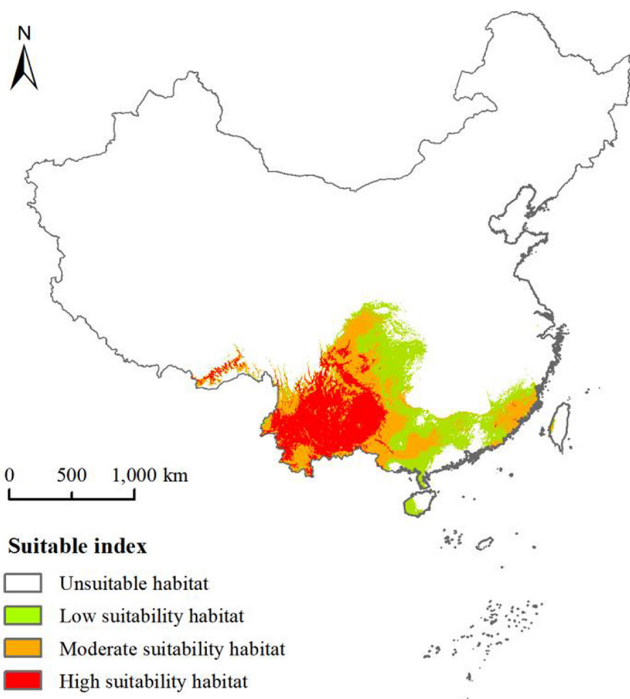 N
0 500 1,000 km
Suitable index
Unsuitable habitat
Low suitability habitat
Moderate suitability habitat
High suitability habitat